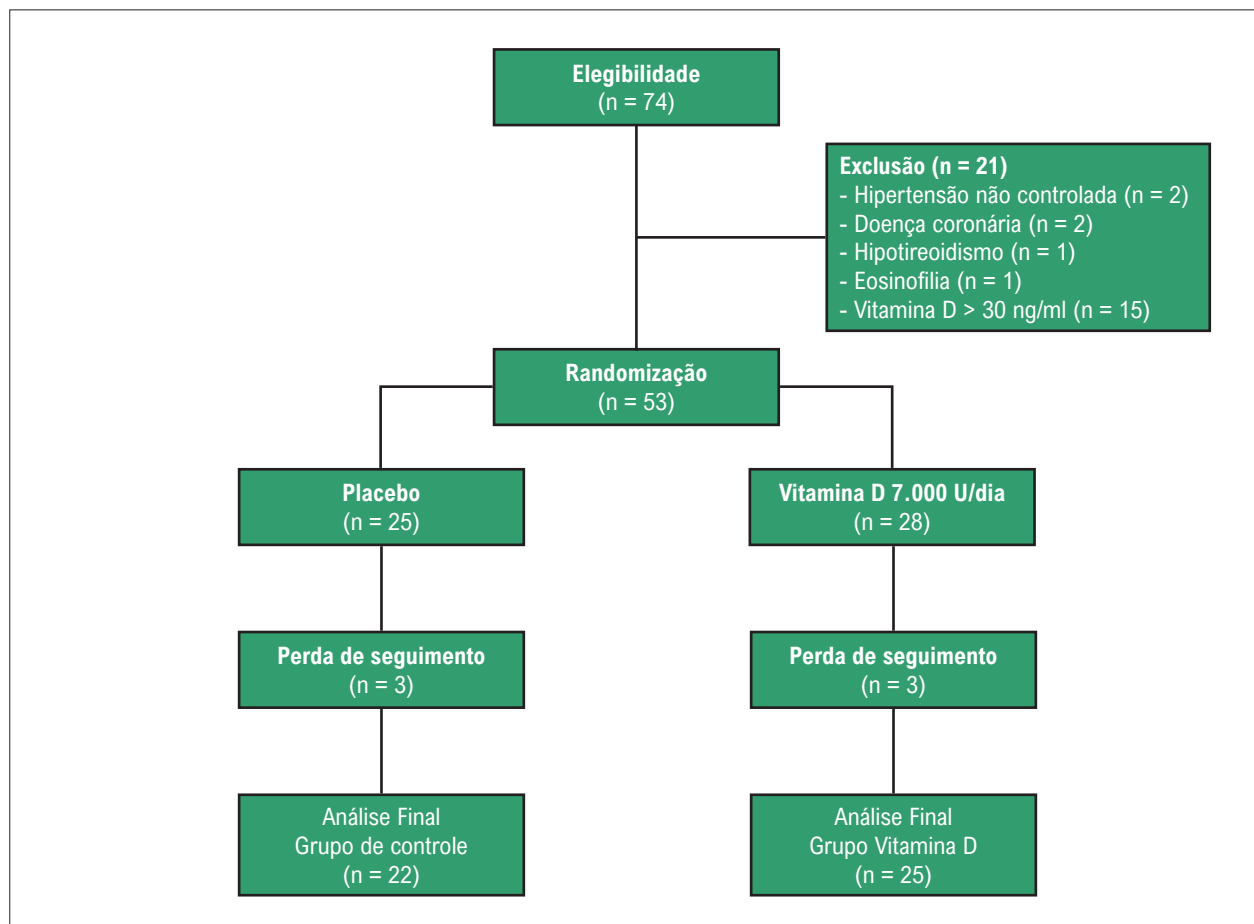 Elegibilidade
(n = 74)
Exclusão (n = 21)
- Hipertensão não controlada (n = 2)
- Doença coronária (n = 2)
- Hipotireoidismo (n = 1)
- Eosinofilia (n = 1)
- Vitamina D > 30 ng/ml (n = 15)
Randomização
(n = 53)
Placebo
(n = 25)
Vitamina D 7.000 U/dia
(n = 28)
Perda de seguimento
(n = 3)
Perda de seguimento
(n = 3)
Análise Final
Grupo de controle
(n = 22)
Análise Final
Grupo Vitamina D
(n = 25)